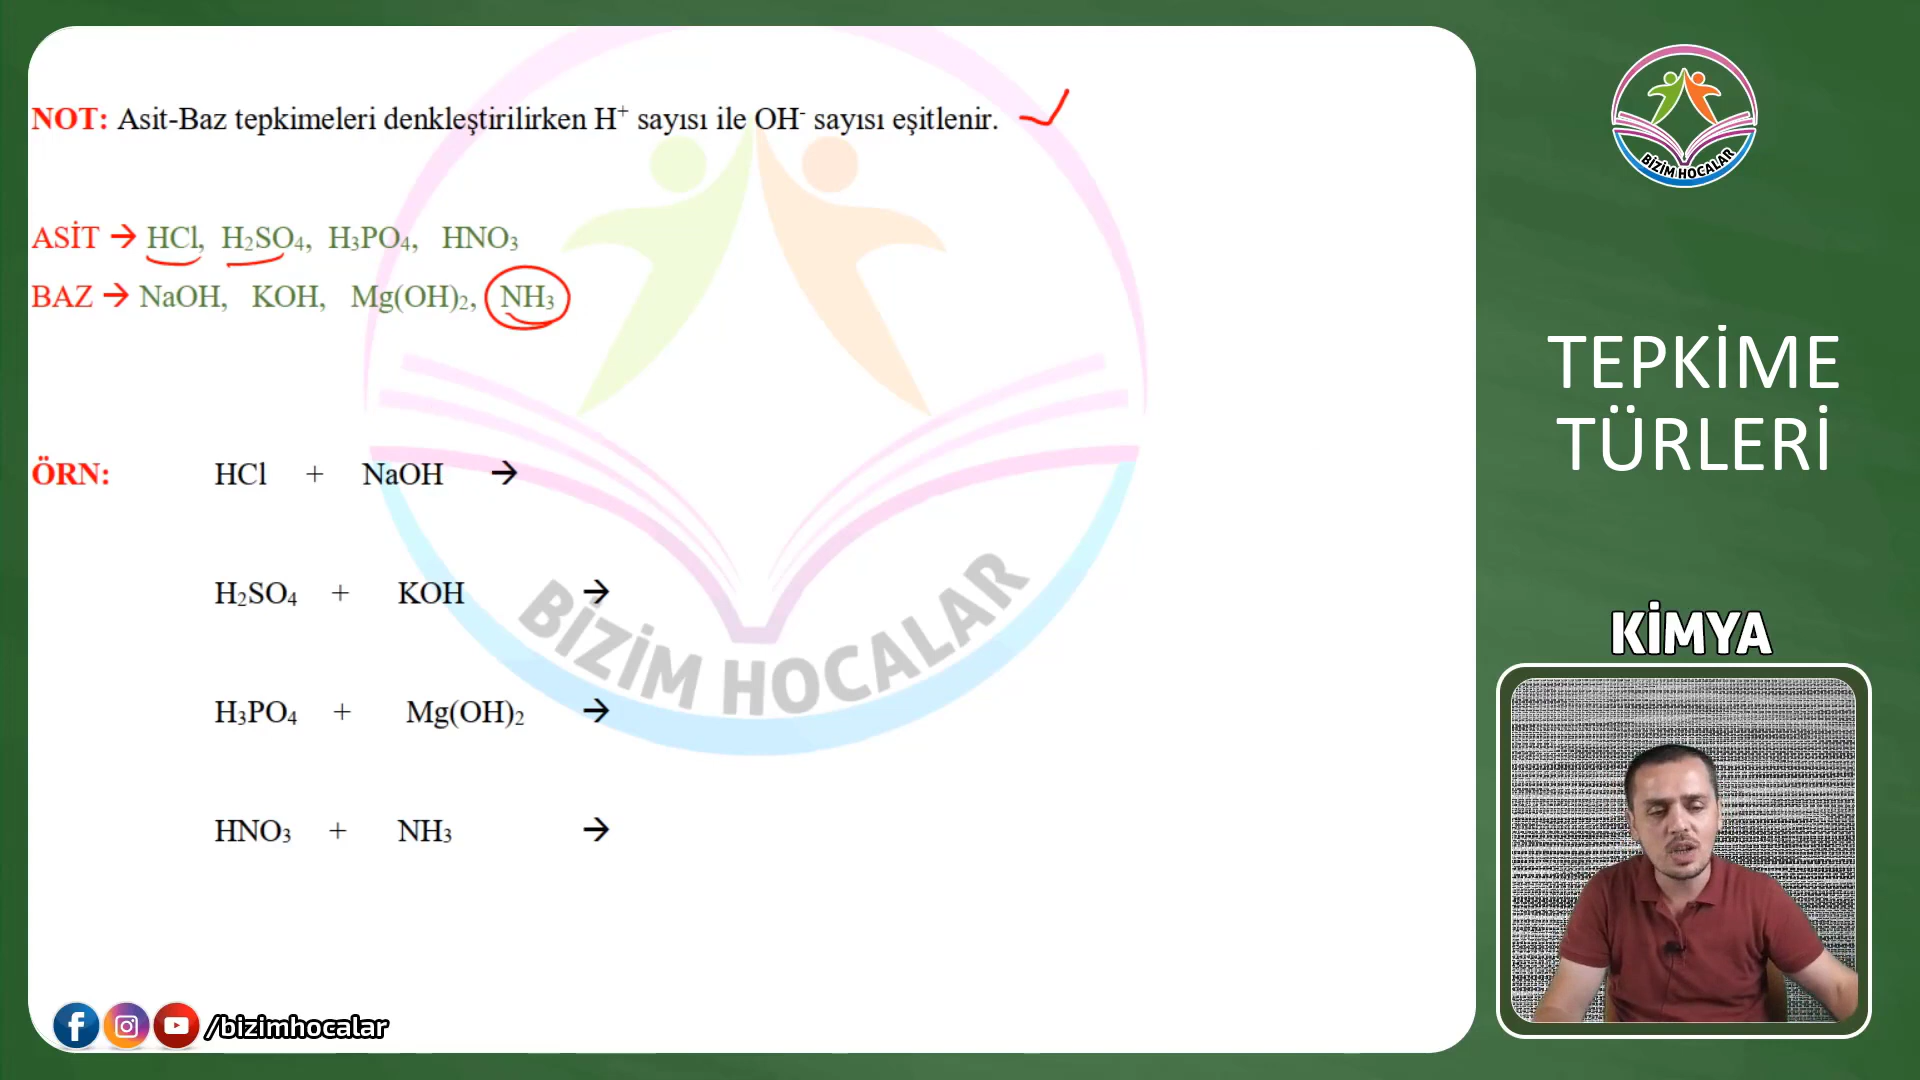 NOT: Asit-Baz tepkimeleri denkleştirilirken H⁺ sayısı ile OH⁻ sayısı eşitlenir.
ASİT → HCl, H₂SO₄, H₃PO₄, HNO₃
BAZ → NaOH, KOH, Mg(OH)₂, NH₃
ÖRN: HCl + NaOH →
H₂SO₄ + KOH →
H₃PO₄ + Mg(OH)₂ →
HNO₃ + NH₃ →
BİZİM HOCALAR
/bizimhocalar
BİZİM HOCALAR
TEPKİME
TÜRLERİ
KİMYA